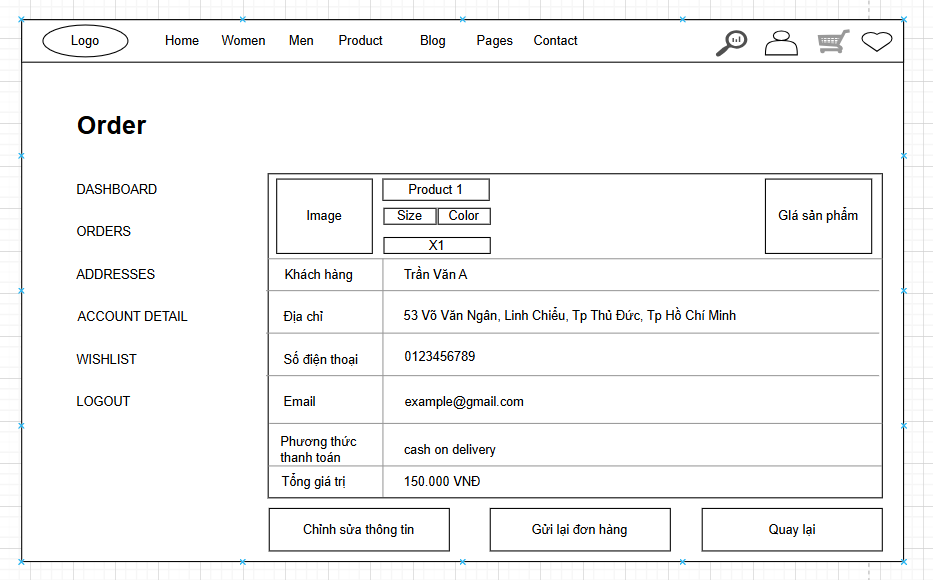 Logo
Home Women Men Product Blog Pages Contact
Order
DASHBOARD
ORDERS
ADDRESSES
ACCOUNT DETAIL
WISHLIST
LOGOUT
Image
Product 1
Size Color
X1
GIá sản phẩm
Khách hàng Trần Văn A
Địa chỉ 53 Võ Văn Ngân, Linh Chiểu, Tp Thủ Đức, Tp Hồ Chí Minh
Số điện thoại 0123456789
Email example@gmail.com
Phương thức
thanh toán
cash on delivery
Tổng giá trị 150.000 VNĐ
Chỉnh sửa thông tin Gửi lại đơn hàng Quay lại